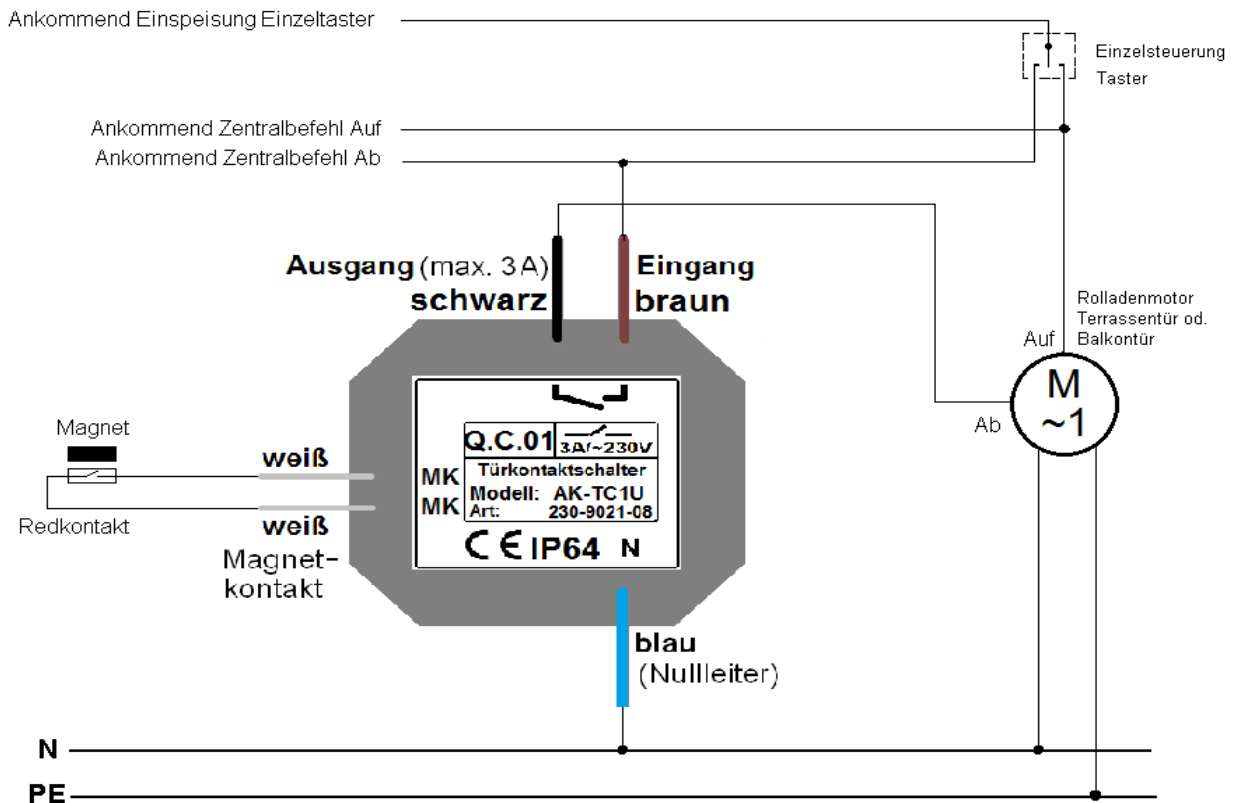 Ankommend Einspeisung Einzeltaster
Einzelsteuerung
Taster
Ankommend Zentralbefehl Auf
Ankommend Zentralbefehl Ab
Ausgang (max. 3A)
schwarz
Eingang
braun
Rolladenmotor
Terrassentür od.
Balkontür
Auf
M
~1
Ab
Magnet
Redkontakt
weiß
weiß
Magnet-
kontakt
MK
MK
Q.C.01
3A/~230V
Türkontaktschalter
Modell: AK-TC1U
Art: 230-9021-08
CE IP64 N
blau
(Nullleiter)
N
PE